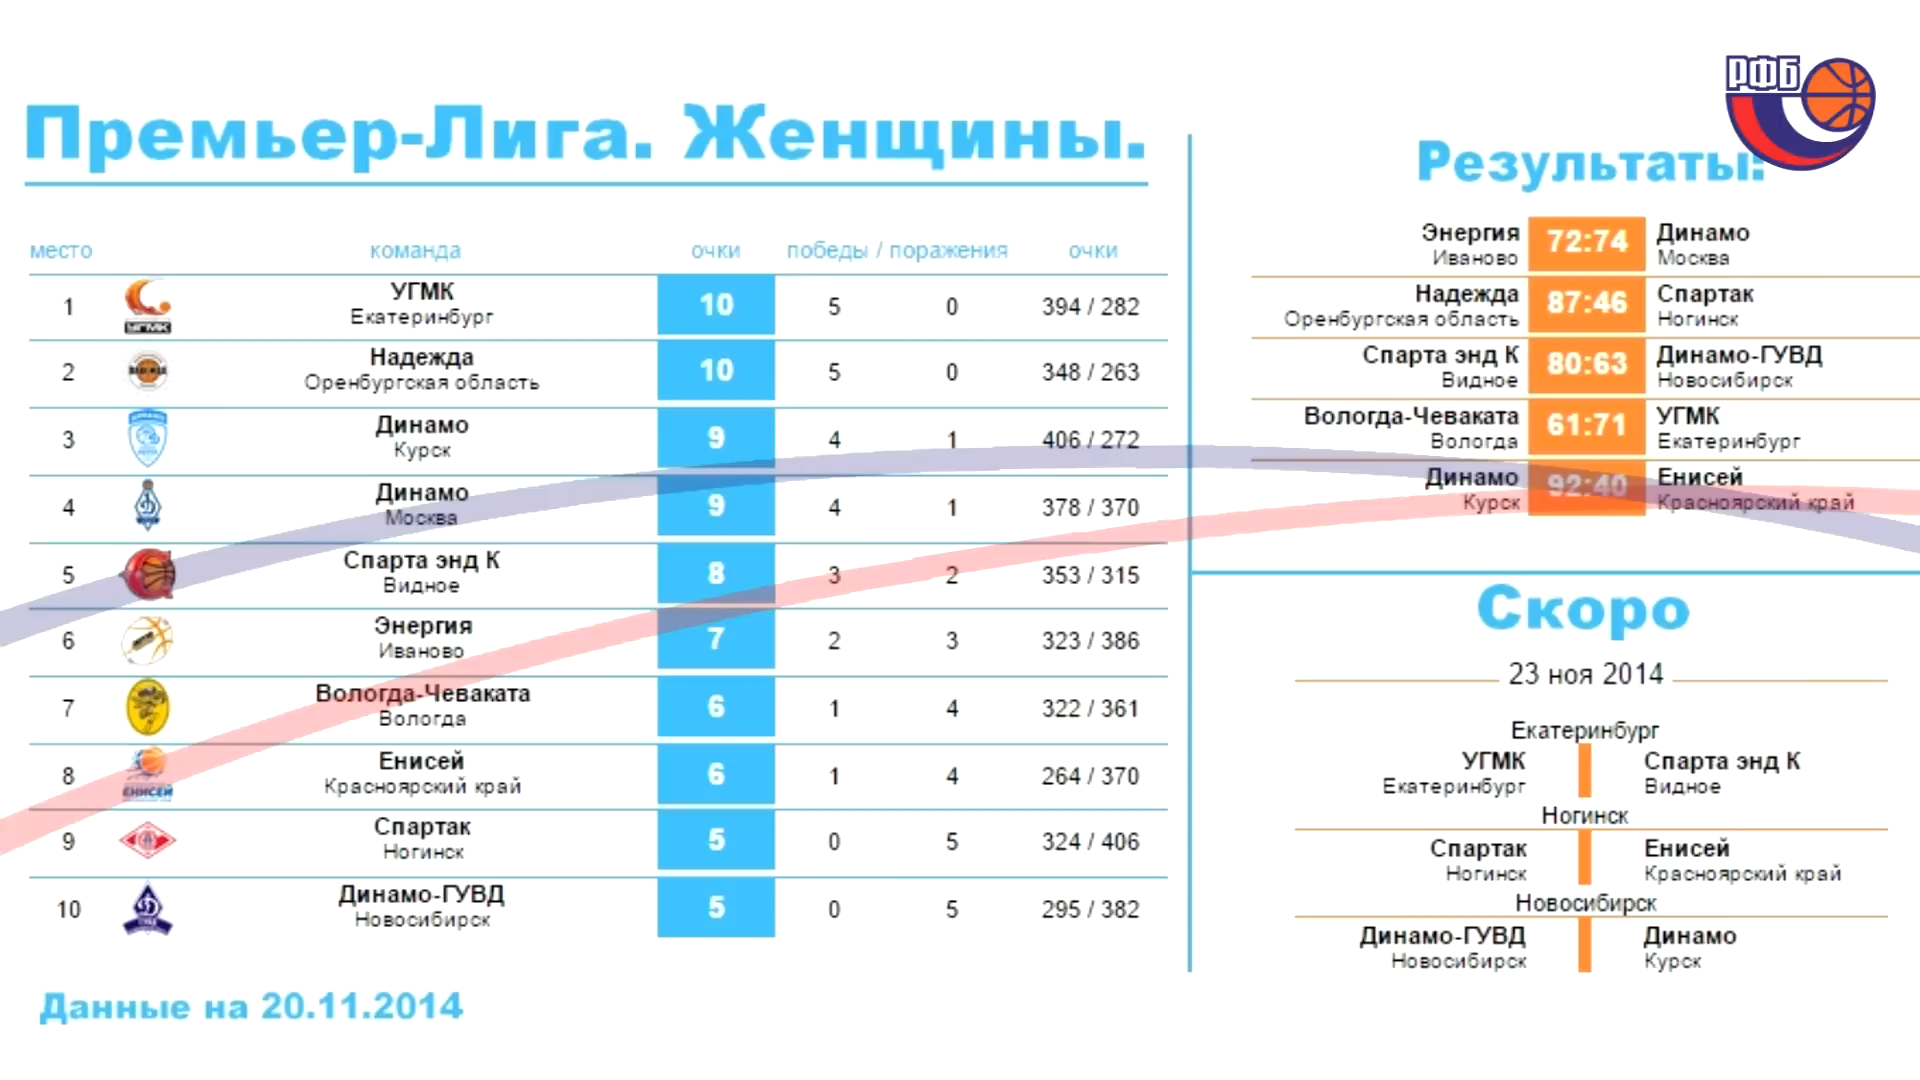 РФБ
Премьер-Лига. Женщины.
место команда очки победы / поражения очки
УГМК
1 УГМК 10 5 0 394 / 282
Екатеринбург
2 Надежда 10 5 0 348 / 263
Оренбургская область
3 Динамо 9 4 1 406 / 272
Курск
4 Динамо 9 4 1 378 / 370
Москва
5 Спарта энд К 8 3 2 353 / 315
Видное
6 Энергия 7 2 3 323 / 386
Иваново
7 Вологда-Чеваката 6 1 4 322 / 361
Вологда
8 Енисей 6 1 4 264 / 370
ЕНИСЕЙ Красноярский край
9 Спартак 5 0 5 324 / 406
Ногинск
10 Динамо-ГУВД 5 0 5 295 / 382
Новосибирск
Данные на 20.11.2014
Результаты:
Энергия 72:74 Динамо
Иваново Москва
Надежда 87:46 Спартак
Оренбургская область Ногинск
Спарта энд К 80:63 Динамо-ГУВД
Видное Новосибирск
Вологда-Чеваката 61:71 УГМК
Вологда Екатеринбург
Динамо 92:40 Енисей
Курск Красноярский край
Скоро
23 ноя 2014
Екатеринбург
УГМК Спарта энд К
Екатеринбург Видное
Ногинск
Спартак Енисей
Ногинск Красноярский край
Новосибирск
Динамо-ГУВД Динамо
Новосибирск Курск